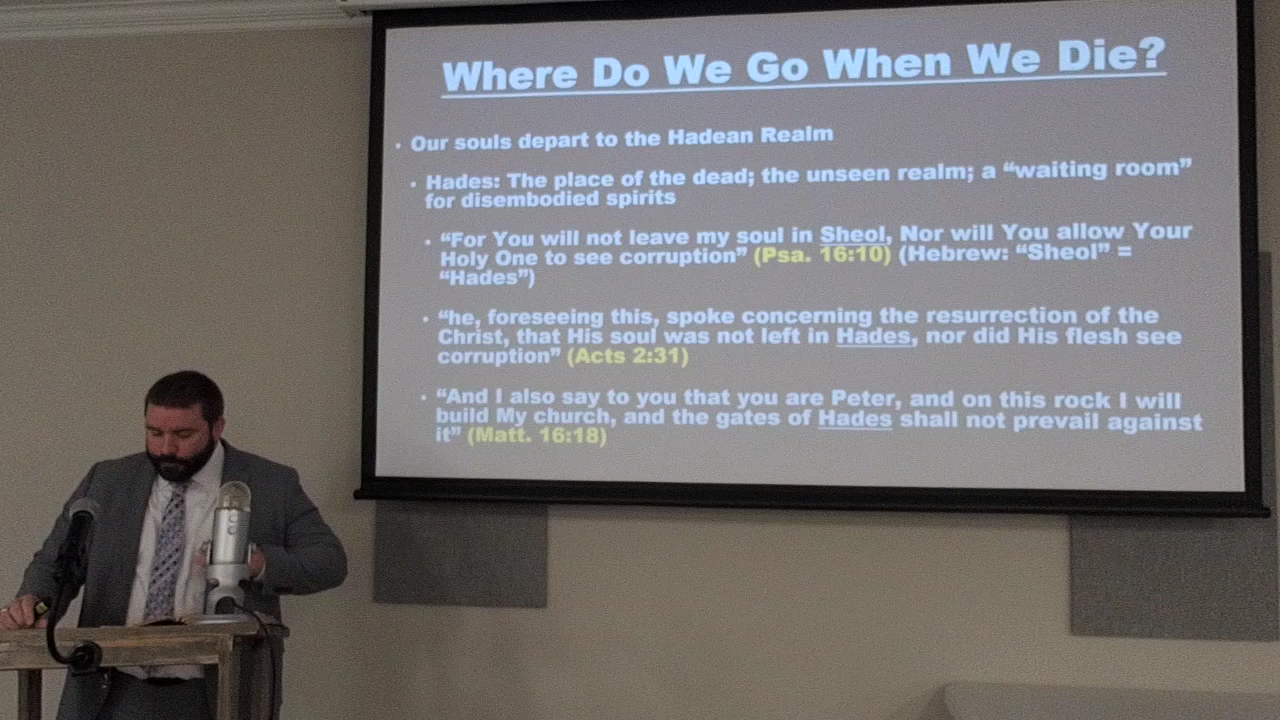 Where Do We Go When We Die?
• Our souls depart to the Hadean Realm
• Hades: The place of the dead; the unseen realm; a “waiting room”
for disembodied spirits
• “For You will not leave my soul in Sheol, Nor will You allow Your
Holy One to see corruption” (Psa. 16:10) (Hebrew: “Sheol” =
“Hades”)
• “he, foreseeing this, spoke concerning the resurrection of the
Christ, that His soul was not left in Hades, nor did His flesh see
corruption” (Acts 2:31)
• “And I also say to you that you are Peter, and on this rock I will
build My church, and the gates of Hades shall not prevail against
it” (Matt. 16:18)